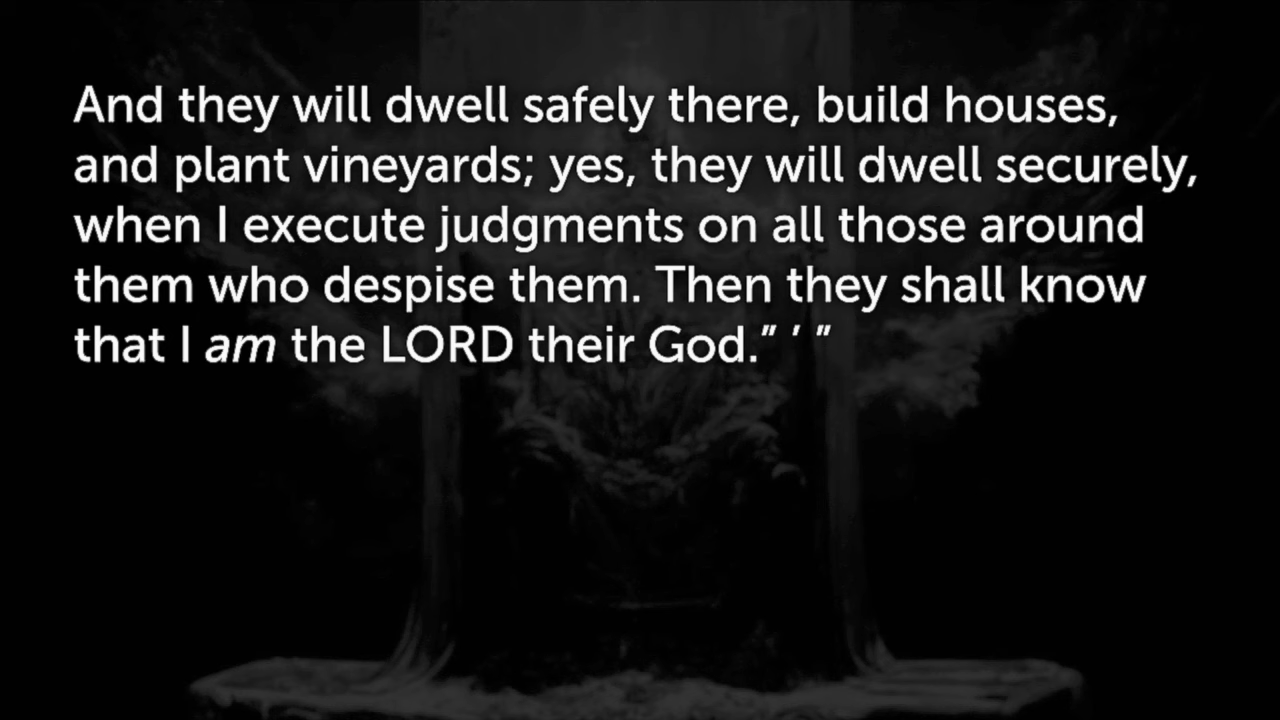 And they will dwell safely there, build houses,
and plant vineyards; yes, they will dwell securely,
when I execute judgments on all those around
them who despise them. Then they shall know
that I am the LORD their God.” ’ ”